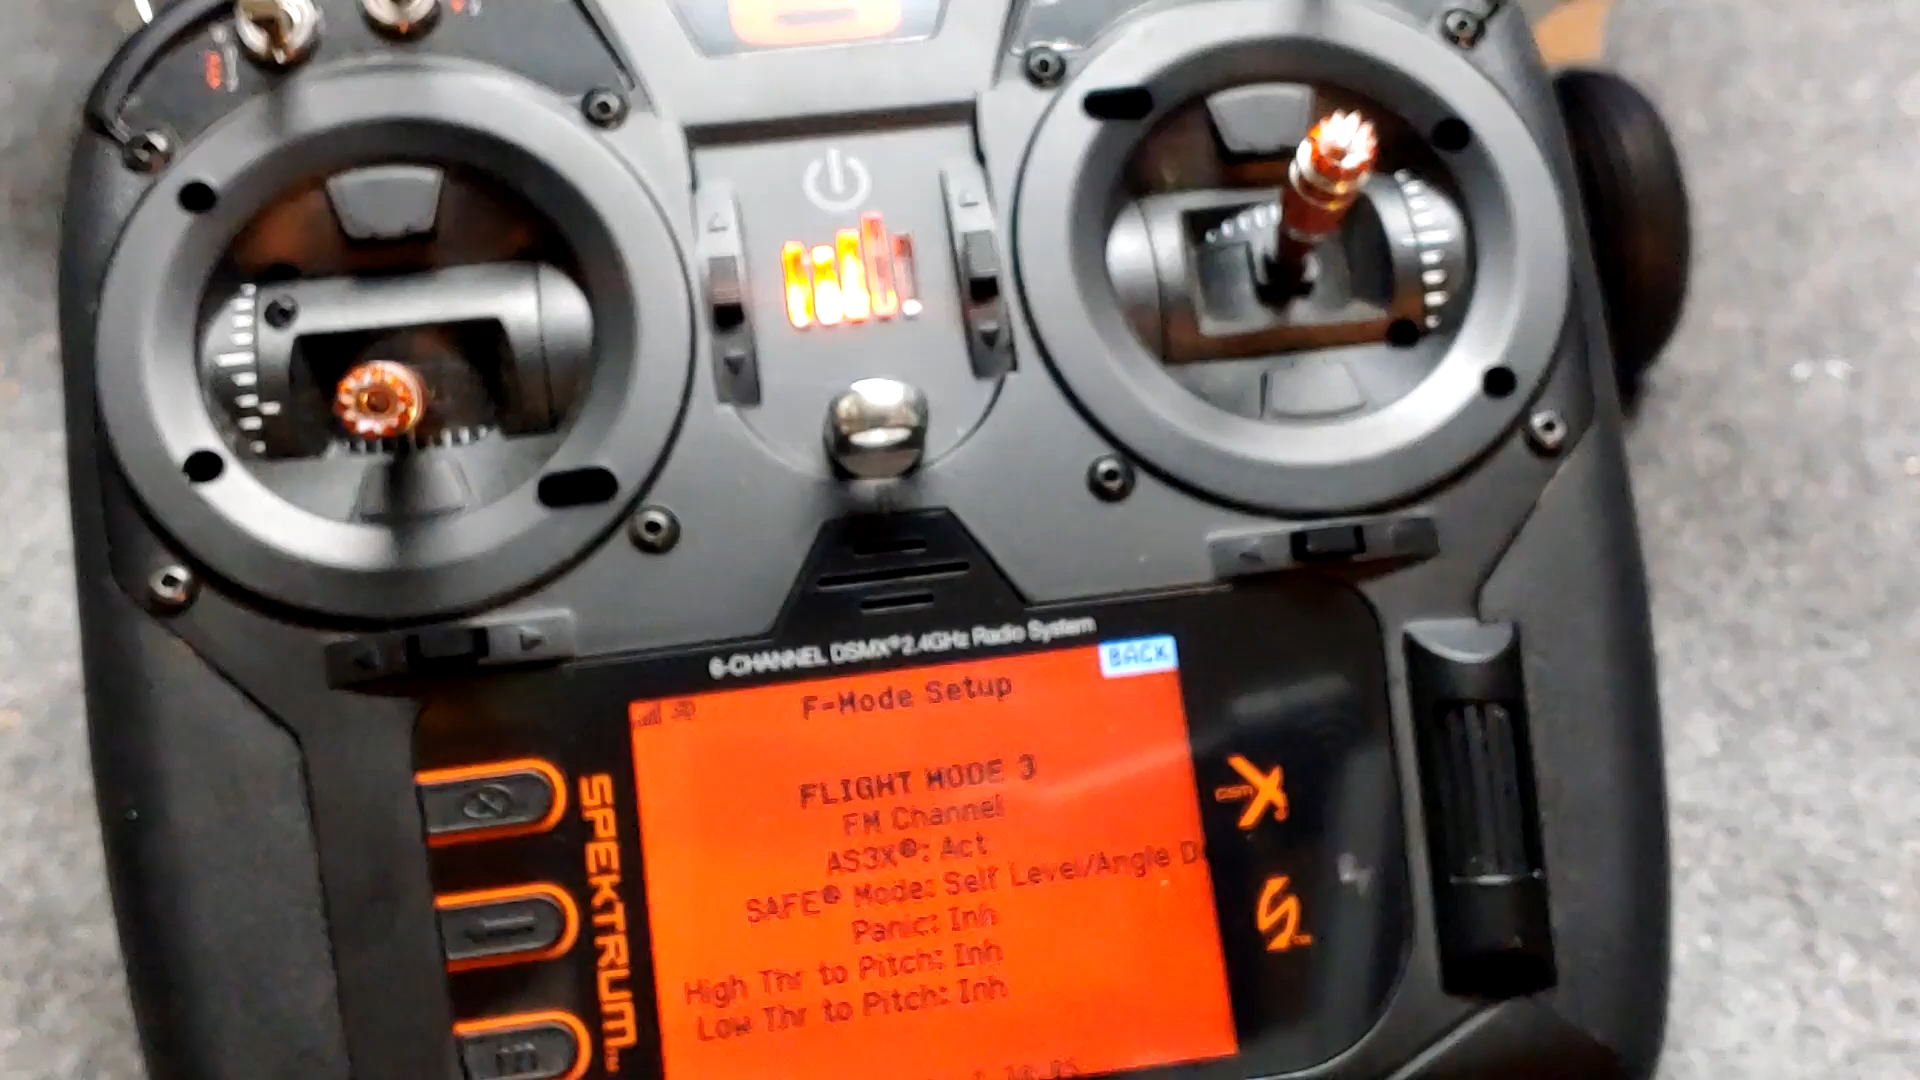 6-CHANNEL DSMX® 2.4GHz Radio System
BACK
F-Mode Setup
FLIGHT MODE 3
FM Channel
AS3X®: Act
SAFE® Mode: Self Level/Angle D
Panic: Inh
High Thr to Pitch: Inh
Low Thr to Pitch: Inh
SPEKTRUM